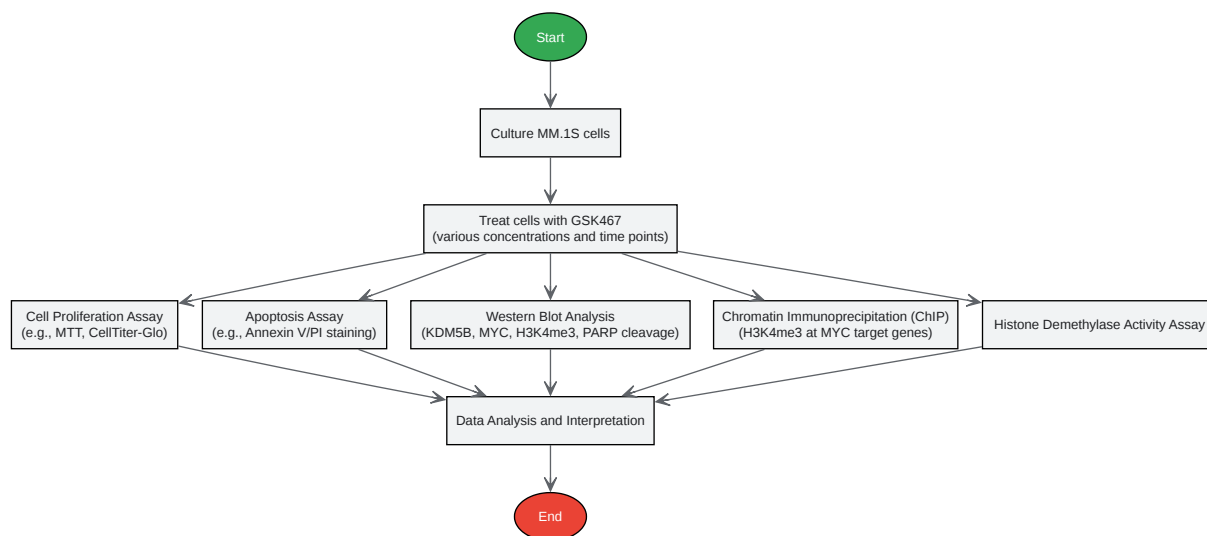 Start
Culture MM.1S cells
Treat cells with GSK467
(various concentrations and time points)
Cell Proliferation Assay
(e.g., MTT, CellTiter-Glo)
Apoptosis Assay
(e.g., Annexin V/PI staining)
Western Blot Analysis
(KDM5B, MYC, H3K4me3, PARP cleavage)
Chromatin Immunoprecipitation (ChIP)
(H3K4me3 at MYC target genes)
Histone Demethylase Activity Assay
Data Analysis and Interpretation
End